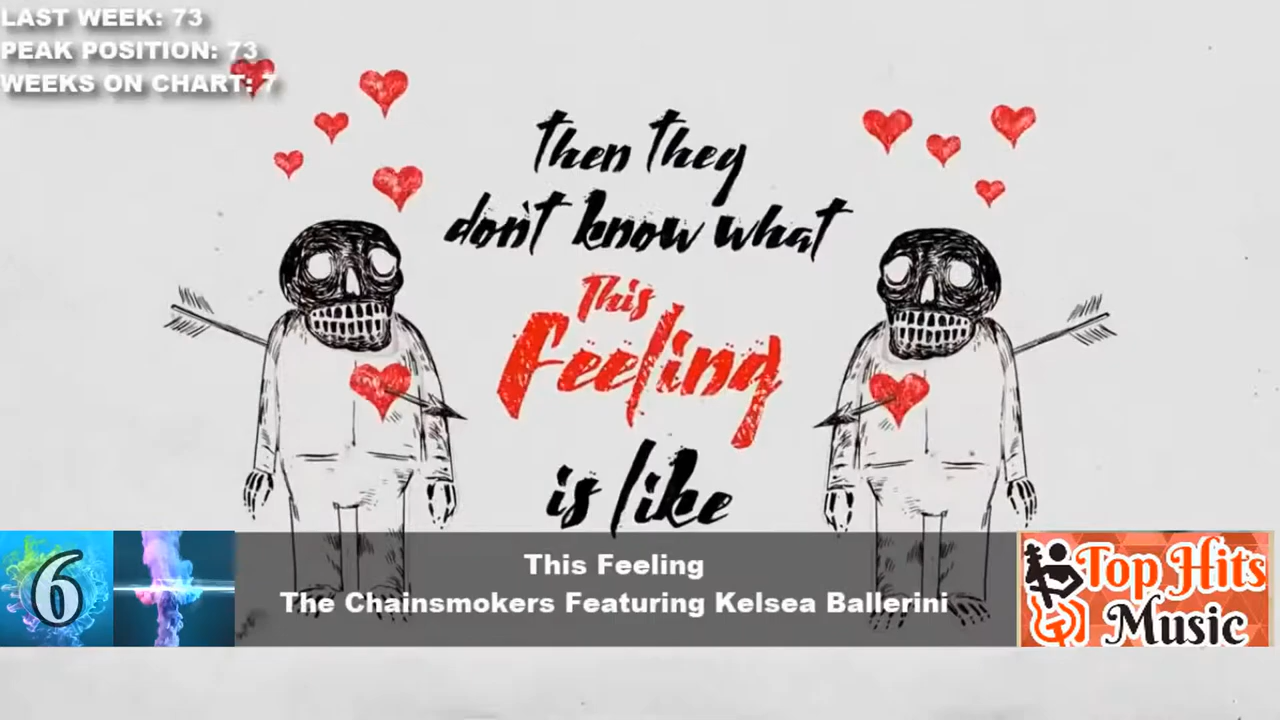 LAST WEEK: 73
PEAK POSITION: 73
WEEKS ON CHART: 7
then they
don't know what
This
Feeling
is like
6
This Feeling
The Chainsmokers Featuring Kelsea Ballerini
Top Hits
Music